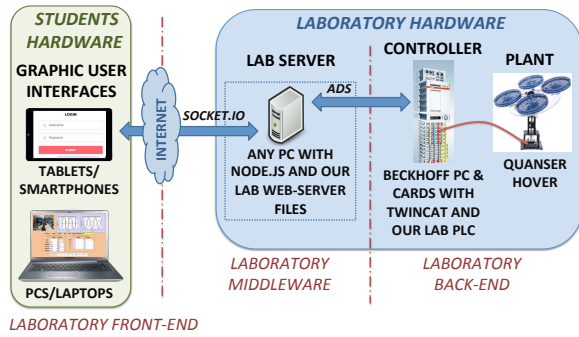 STUDENTS
HARDWARE
GRAPHIC USER
INTERFACES
LOGIN
Username
Password
TABLETS/
SMARTPHONES
PCS/LAPTOPS
LABORATORY FRONT-END
INTERNET
SOCKET.IO
LABORATORY HARDWARE
LAB SERVER
ANY PC WITH
NODE.JS AND OUR
LAB WEB-SERVER
FILES
ADS
CONTROLLER
BECKHOFF PC &
CARDS WITH
TWINCAT AND
OUR LAB PLC
PLANT
QUANSER
HOVER
LABORATORY
MIDDLEWARE
LABORATORY
BACK-END